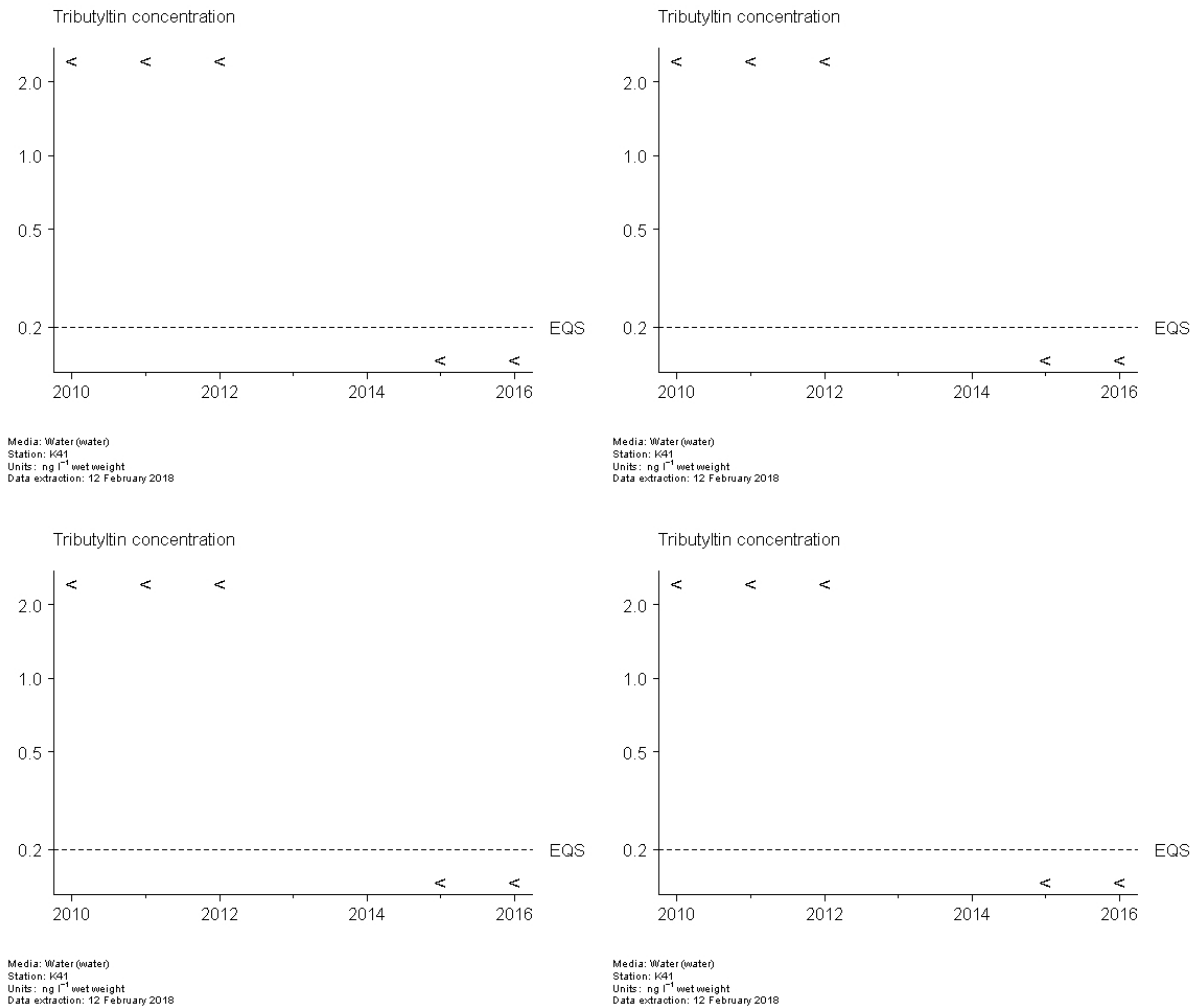 Tributyltin concentration
< < <
2.0
1.0
0.5
0.2 EQS
< <
2010 2012 2014 2016
Media: Water (water)
Station: K41
Units: ng l⁻¹ wet weight
Data extraction: 12 February 2018
Tributyltin concentration
< < <
2.0
1.0
0.5
0.2 EQS
< <
2010 2012 2014 2016
Media: Water (water)
Station: K41
Units: ng l⁻¹ wet weight
Data extraction: 12 February 2018
Tributyltin concentration
< < <
2.0
1.0
0.5
0.2 EQS
< <
2010 2012 2014 2016
Media: Water (water)
Station: K41
Units: ng l⁻¹ wet weight
Data extraction: 12 February 2018
Tributyltin concentration
< < <
2.0
1.0
0.5
0.2 EQS
< <
2010 2012 2014 2016
Media: Water (water)
Station: K41
Units: ng l⁻¹ wet weight
Data extraction: 12 February 2018